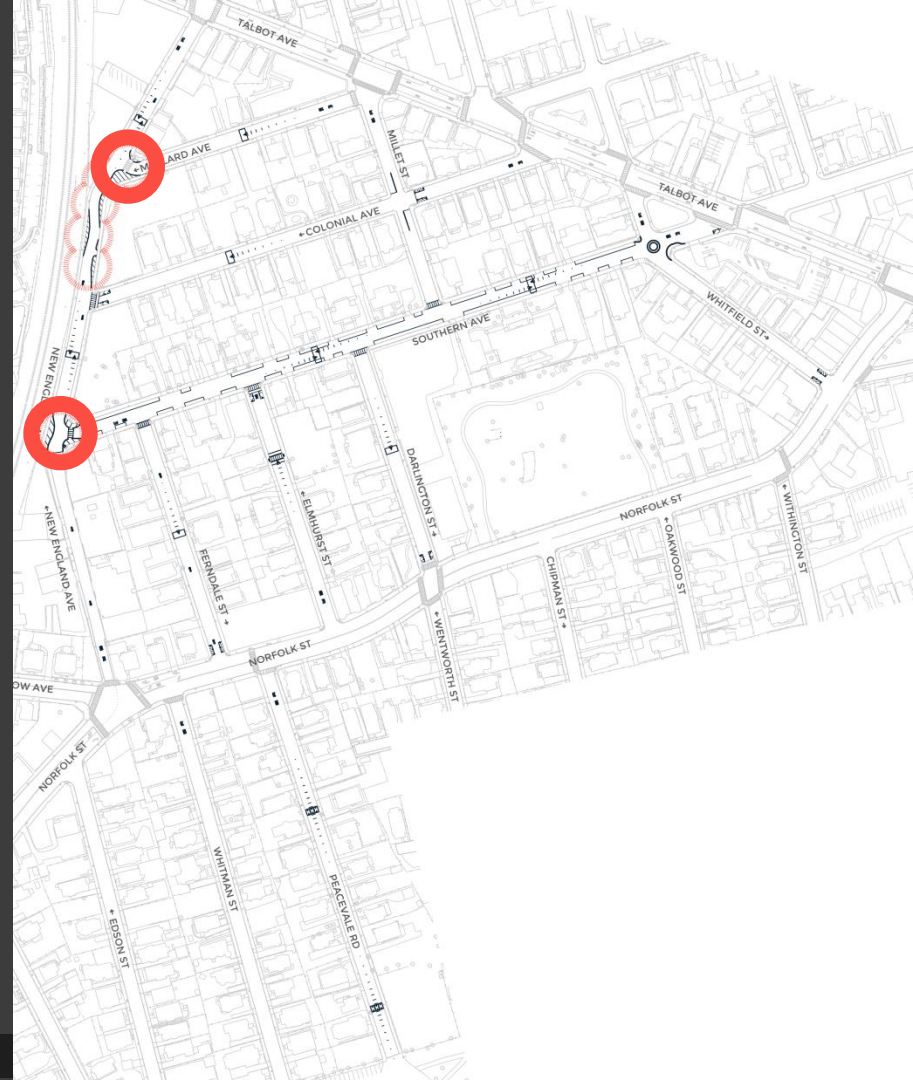 TALBOT AVE
MILLET ST
←M LARD AVE
TALBOT AVE
←COLONIAL AVE
WHITFIELD ST→
SOUTHERN AVE
NEW ENG
DARLINGTON ST→
←ELMHURST ST
←NEW ENGLAND AVE
FERNDALE ST→
NORFOLK ST
←OAKWOOD ST
←WITHINGTON ST
CHIPMAN ST→
←WENTWORTH ST
NORFOLK ST
OW AVE
NORFOLK ST
WHITMAN ST
PEACEVALE RD
←EDSON ST